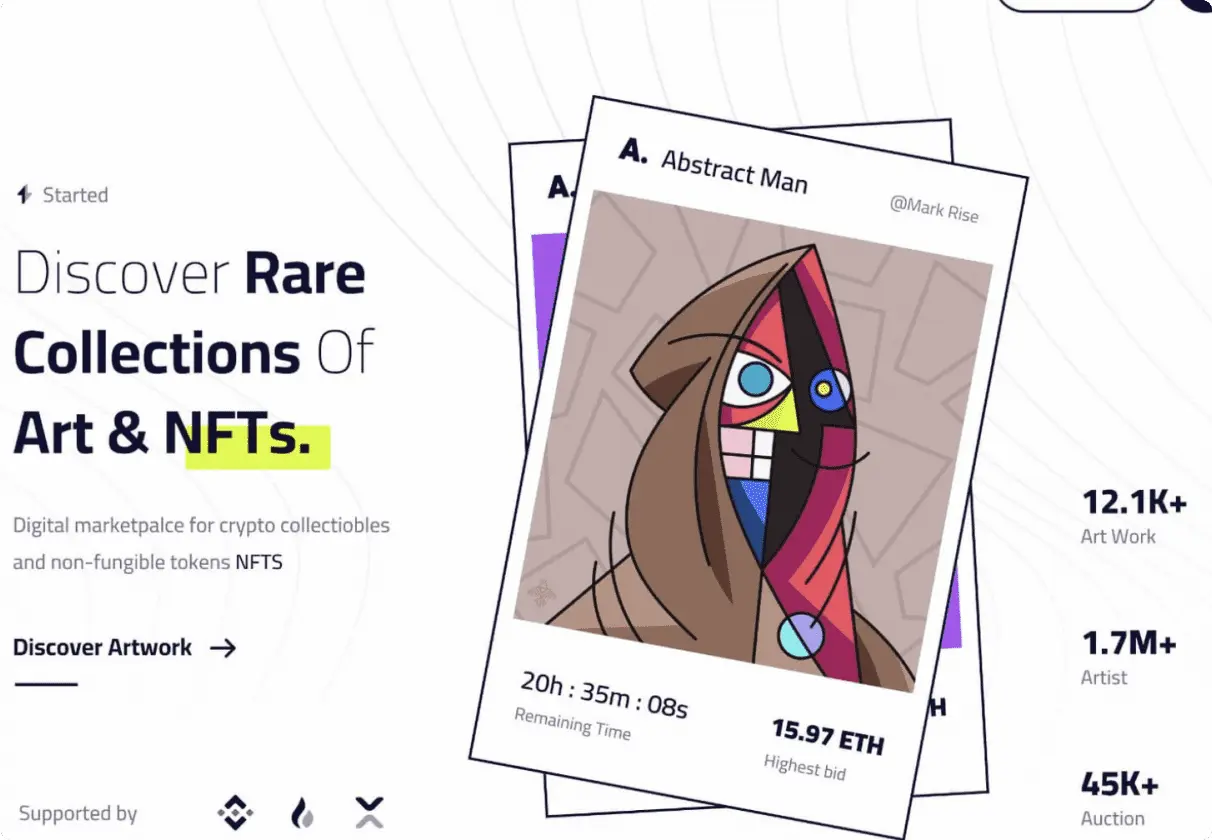 Started
Discover Rare
Collections Of
Art & NFTs.
Digital marketpalce for crypto collectiobles
and non-fungible tokens NFTS
Discover Artwork
Supported by
A.
A. Abstract Man
@Mark Rise
20h : 35m : 08s
Remaining Time
15.97 ETH
Highest bid
H
12.1K+
Art Work
1.7M+
Artist
45K+
Auction